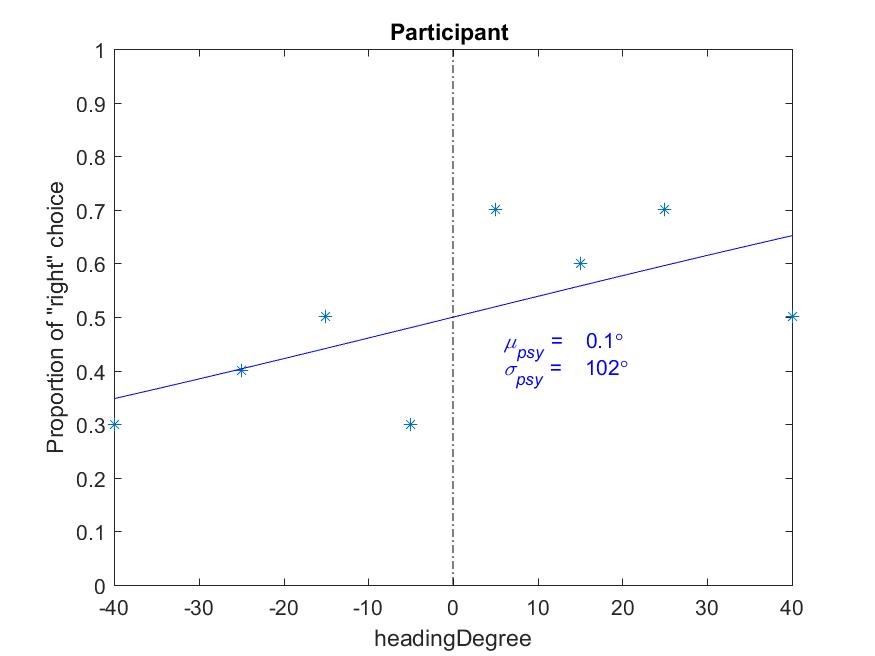 Participant
1
0.9
0.8
0.7
0.6
0.5
0.4
0.3
0.2
0.1
0
Proportion of "right" choice
μpsy = 0.1°
σpsy = 102°
-40 -30 -20 -10 0 10 20 30 40
headingDegree